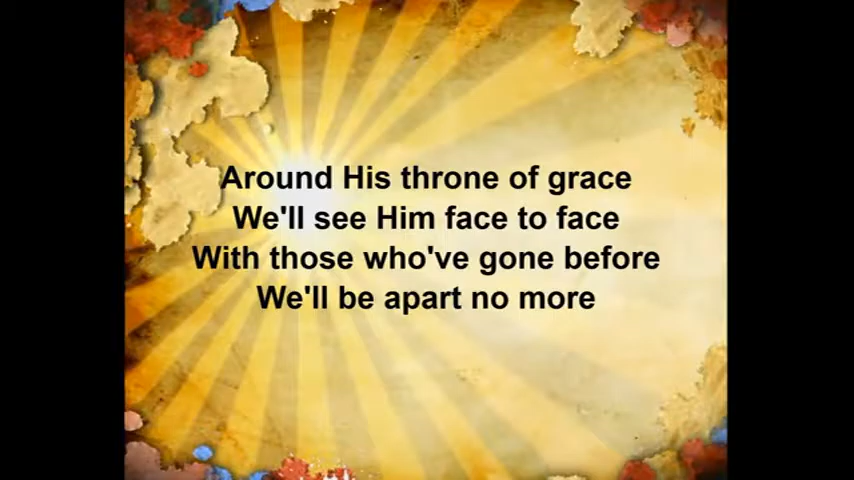 Around His throne of grace
We'll see Him face to face
With those who've gone before
We'll be apart no more